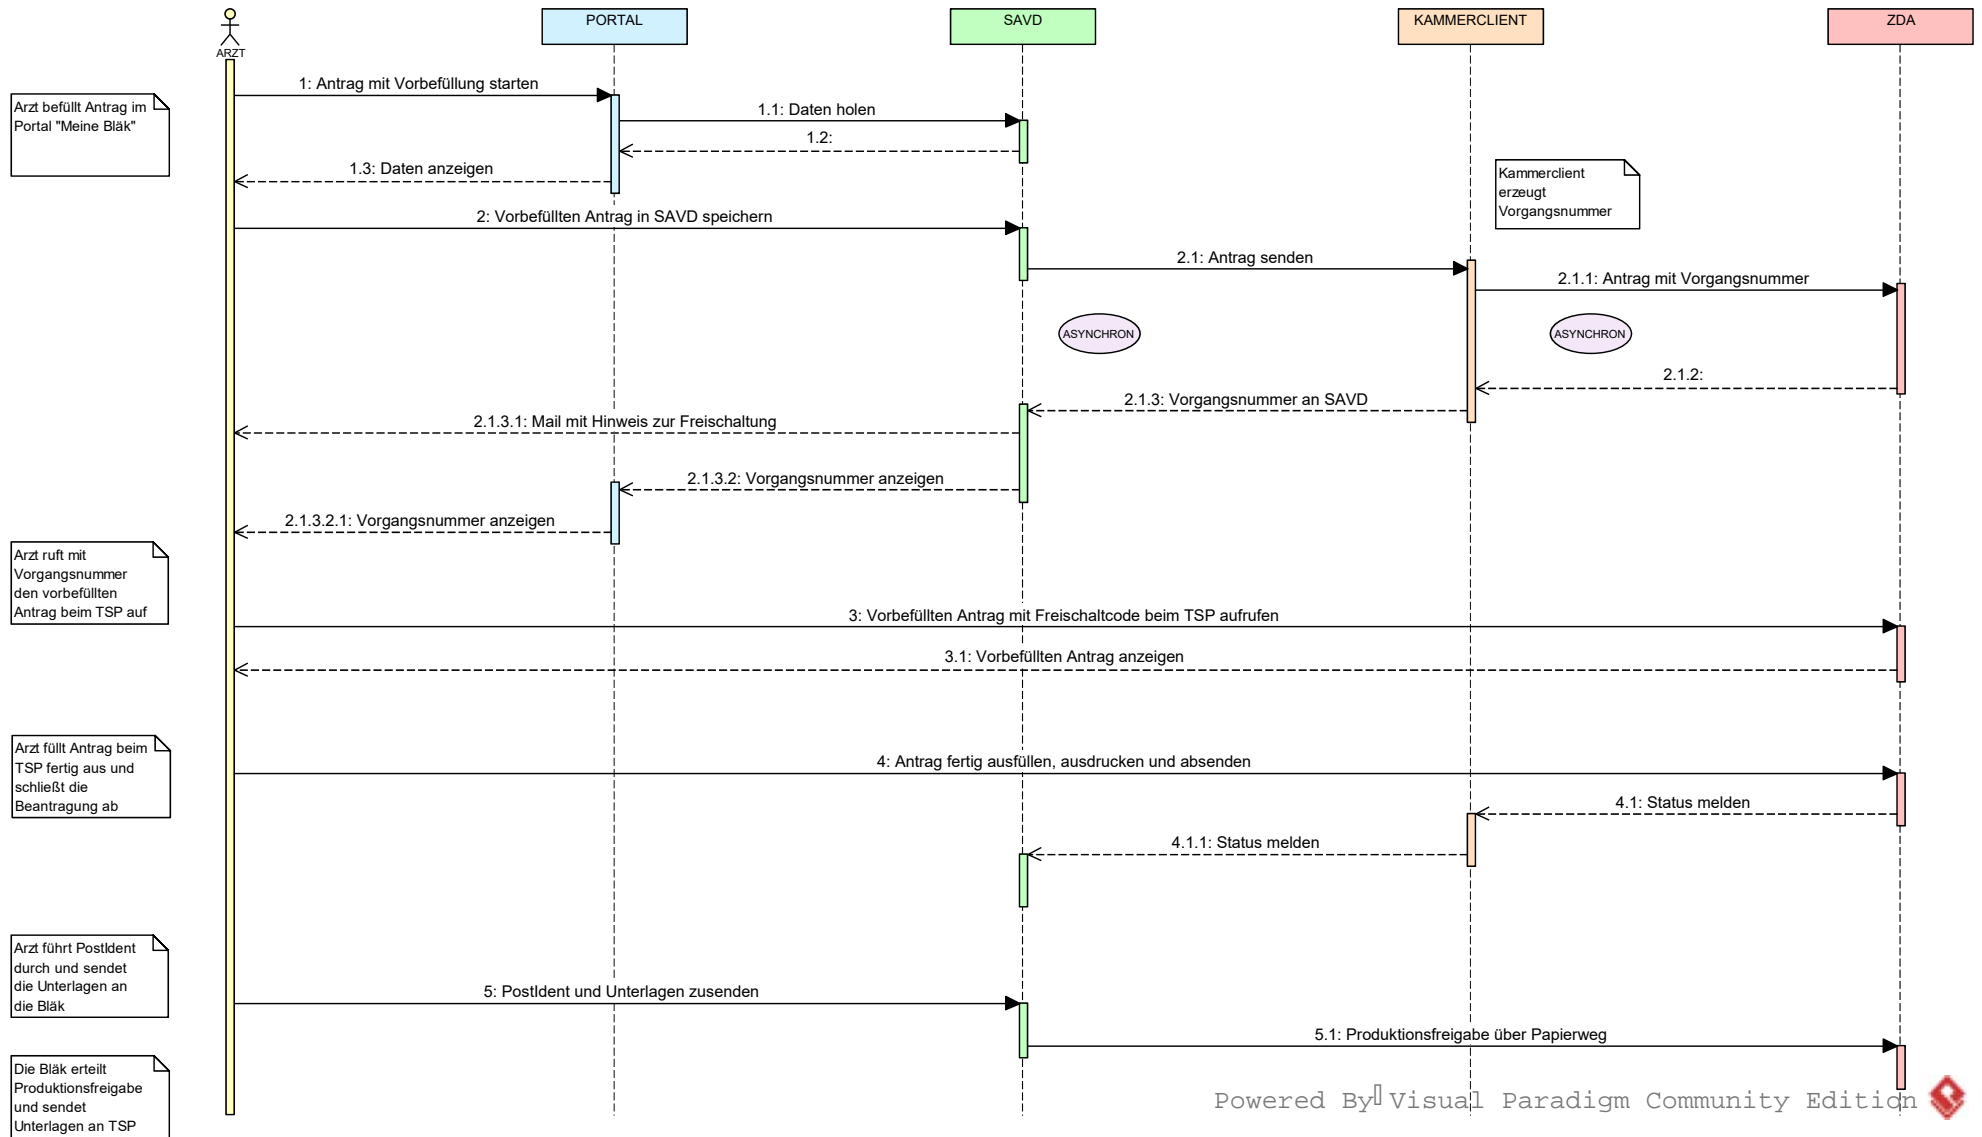 ARZT
PORTAL
SAVD
KAMMERCLIENT
ZDA
1: Antrag mit Vorbefüllung starten
Arzt befüllt Antrag im
Portal "Meine Bläk"
1.1: Daten holen
1.2:
1.3: Daten anzeigen
Kammerclient
erzeugt
Vorgangsnummer
2: Vorbefüllten Antrag in SAVD speichern
2.1: Antrag senden
2.1.1: Antrag mit Vorgangsnummer
ASYNCHRON
ASYNCHRON
2.1.2:
2.1.3: Vorgangsnummer an SAVD
2.1.3.1: Mail mit Hinweis zur Freischaltung
2.1.3.2: Vorgangsnummer anzeigen
2.1.3.2.1: Vorgangsnummer anzeigen
Arzt ruft mit
Vorgangsnummer
den vorbefüllten
Antrag beim TSP auf
3: Vorbefüllten Antrag mit Freischaltcode beim TSP aufrufen
3.1: Vorbefüllten Antrag anzeigen
Arzt füllt Antrag beim
TSP fertig aus und
schließt die
Beantragung ab
4: Antrag fertig ausfüllen, ausdrucken und absenden
4.1: Status melden
4.1.1: Status melden
Arzt führt PostIdent
durch und sendet
die Unterlagen an
die Bläk
5: PostIdent und Unterlagen zusenden
5.1: Produktionsfreigabe über Papierweg
Die Bläk erteilt
Produktionsfreigabe
und sendet
Unterlagen an TSP
Powered By Visual Paradigm Community Edition